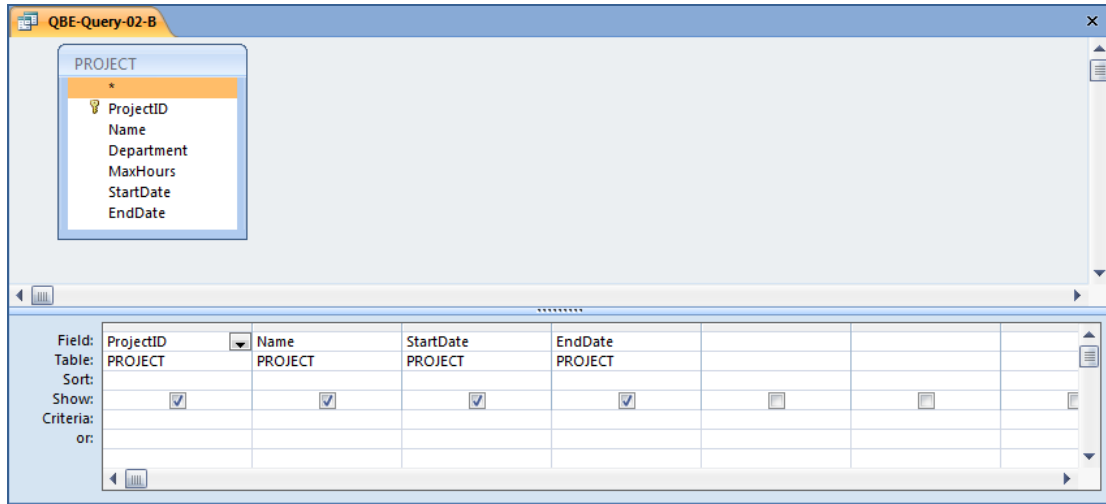 QBE-Query-02-B
PROJECT
*
ProjectID
Name
Department
MaxHours
StartDate
EndDate
Field: ProjectID Name StartDate EndDate
Table: PROJECT PROJECT PROJECT PROJECT
Sort:
Show:
Criteria:
or: